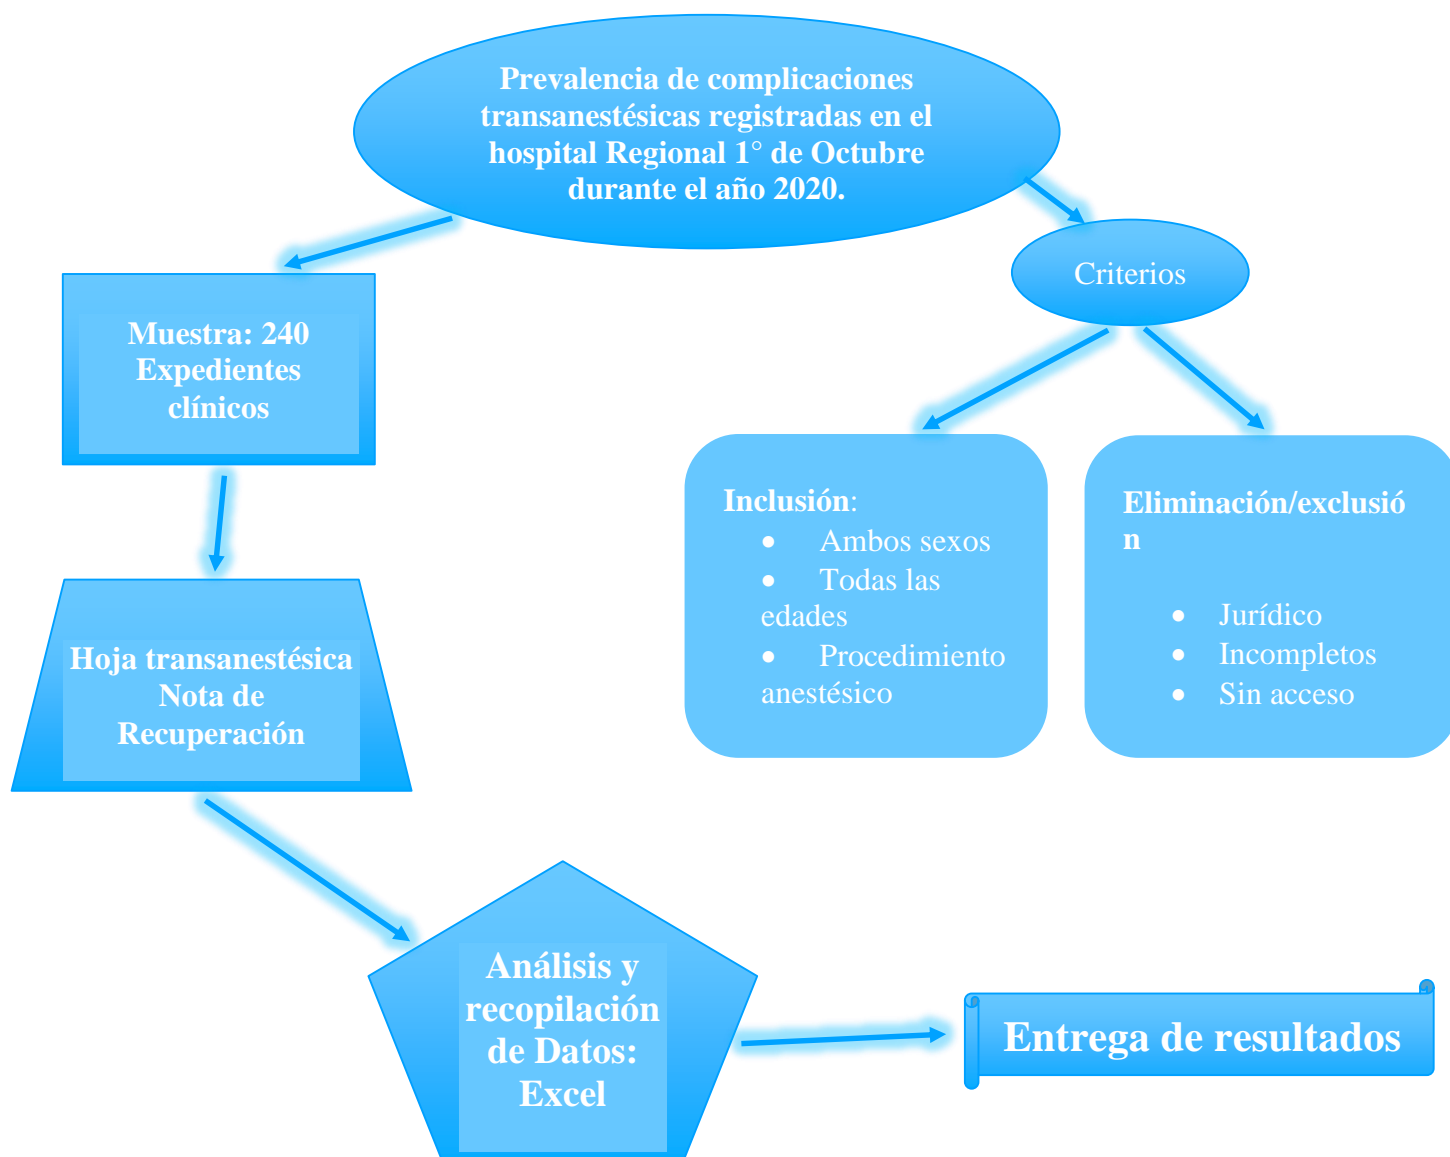 Prevalencia de complicaciones
transanestésicas registradas en el
hospital Regional 1° de Octubre
durante el año 2020.
Criterios
Muestra: 240
Expedientes
clínicos
Inclusión:
• Ambos sexos
• Todas las
edades
• Procedimiento
anestésico
Eliminación/exclusió
n
• Jurídico
• Incompletos
• Sin acceso
Hoja transanestésica
Nota de
Recuperación
Análisis y
recopilación
de Datos:
Excel
Entrega de resultados